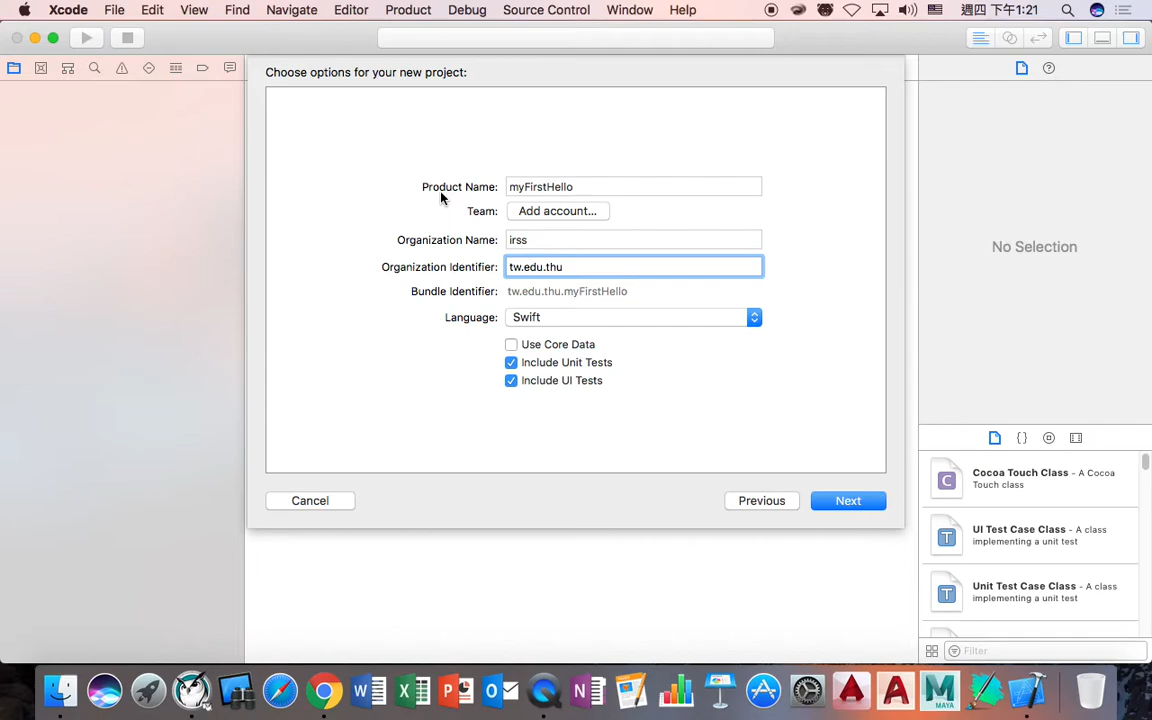 Xcode File Edit View Find Navigate Editor Product Debug Source Control Window Help 週四 下午1:21
Choose options for your new project:
Product Name: myFirstHello
Team: Add account...
Organization Name: irss
Organization Identifier: tw.edu.thu
Bundle Identifier: tw.edu.thu.myFirstHello
Language: Swift
Use Core Data
Include Unit Tests
Include UI Tests
Cancel Previous Next
No Selection
{}
C Cocoa Touch Class - A Cocoa
Touch class
T UI Test Case Class - A class
implementing a unit test
T Unit Test Case Class - A class
implementing a unit test
Filter
W X P O N A A M
MAYA